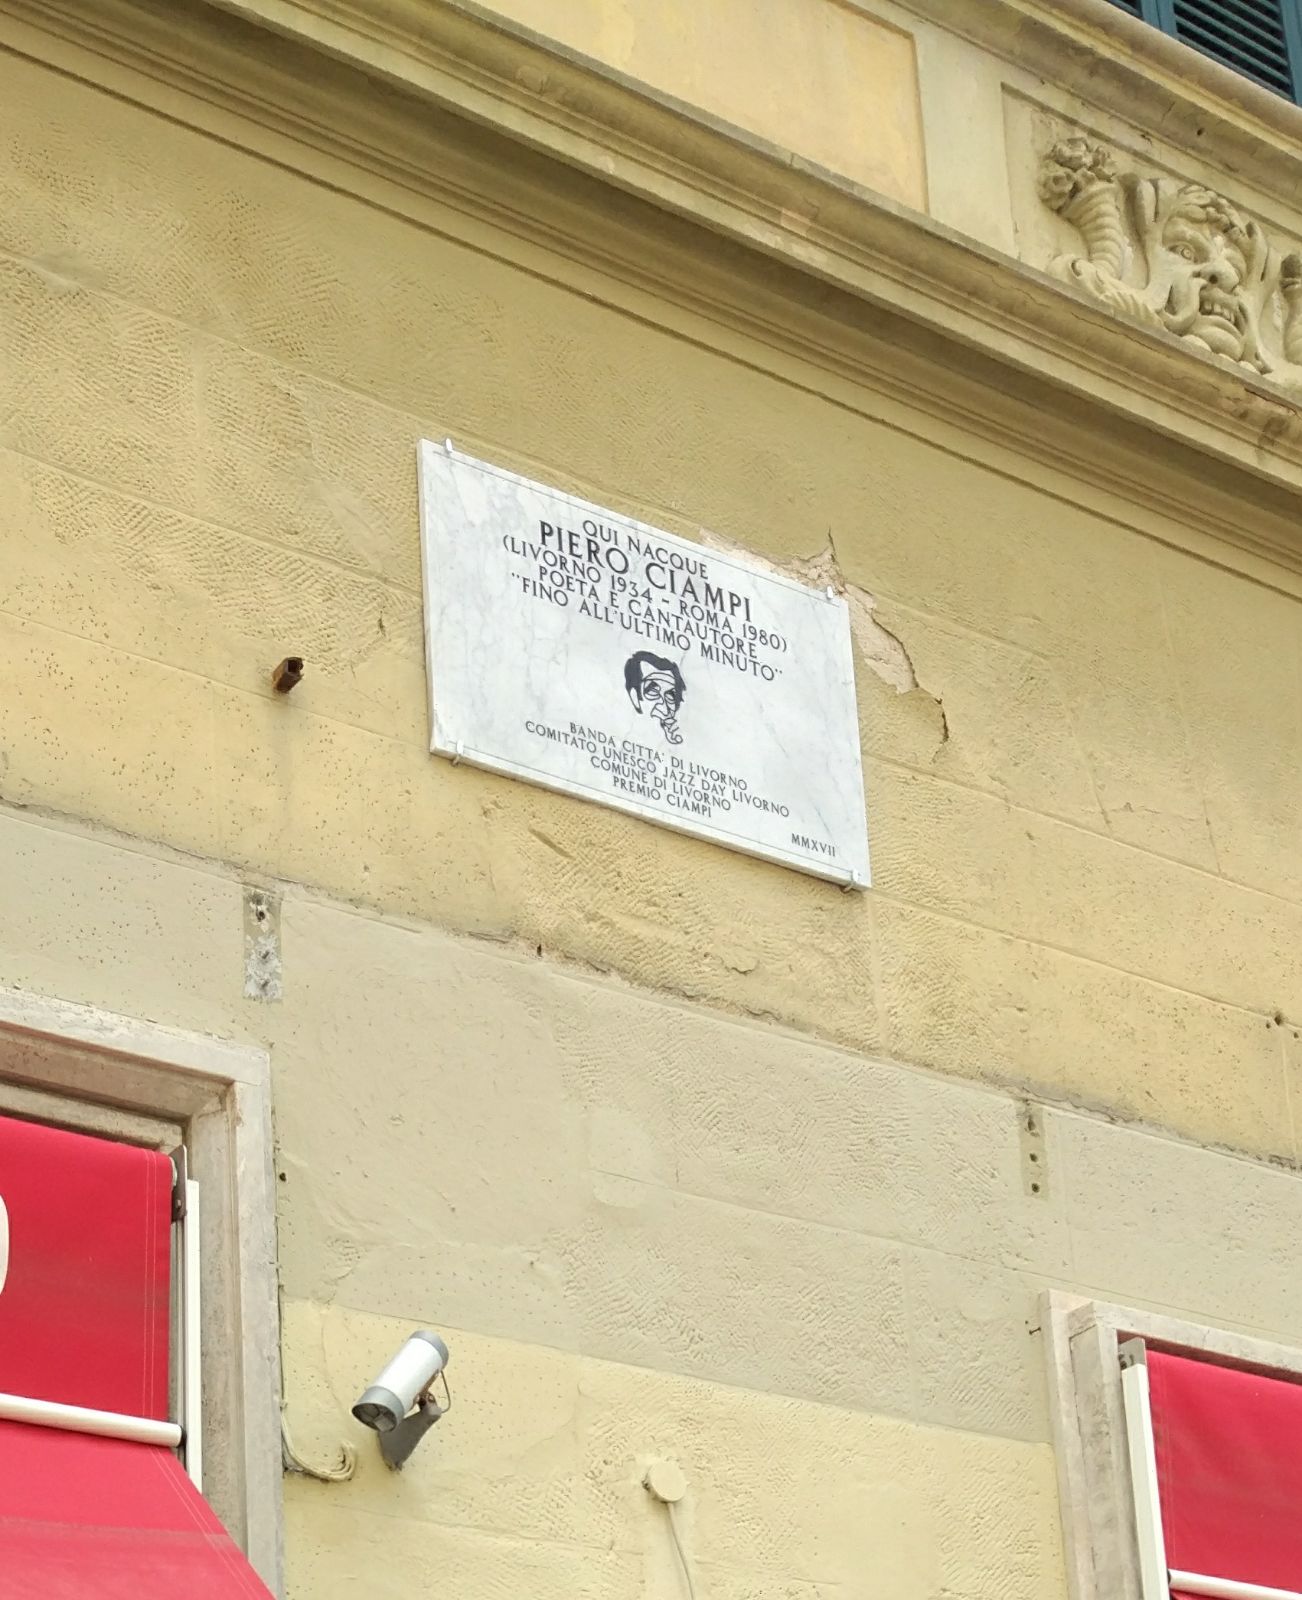 QUI NACQUE
PIERO CIAMPI
(LIVORNO 1934 - ROMA 1980)
POETA E CANTAUTORE
"FINO ALL'ULTIMO MINUTO"
BANDA CITTA' DI LIVORNO
COMITATO UNESCO JAZZ DAY LIVORNO
COMUNE DI LIVORNO
PREMIO CIAMPI
MMXVII